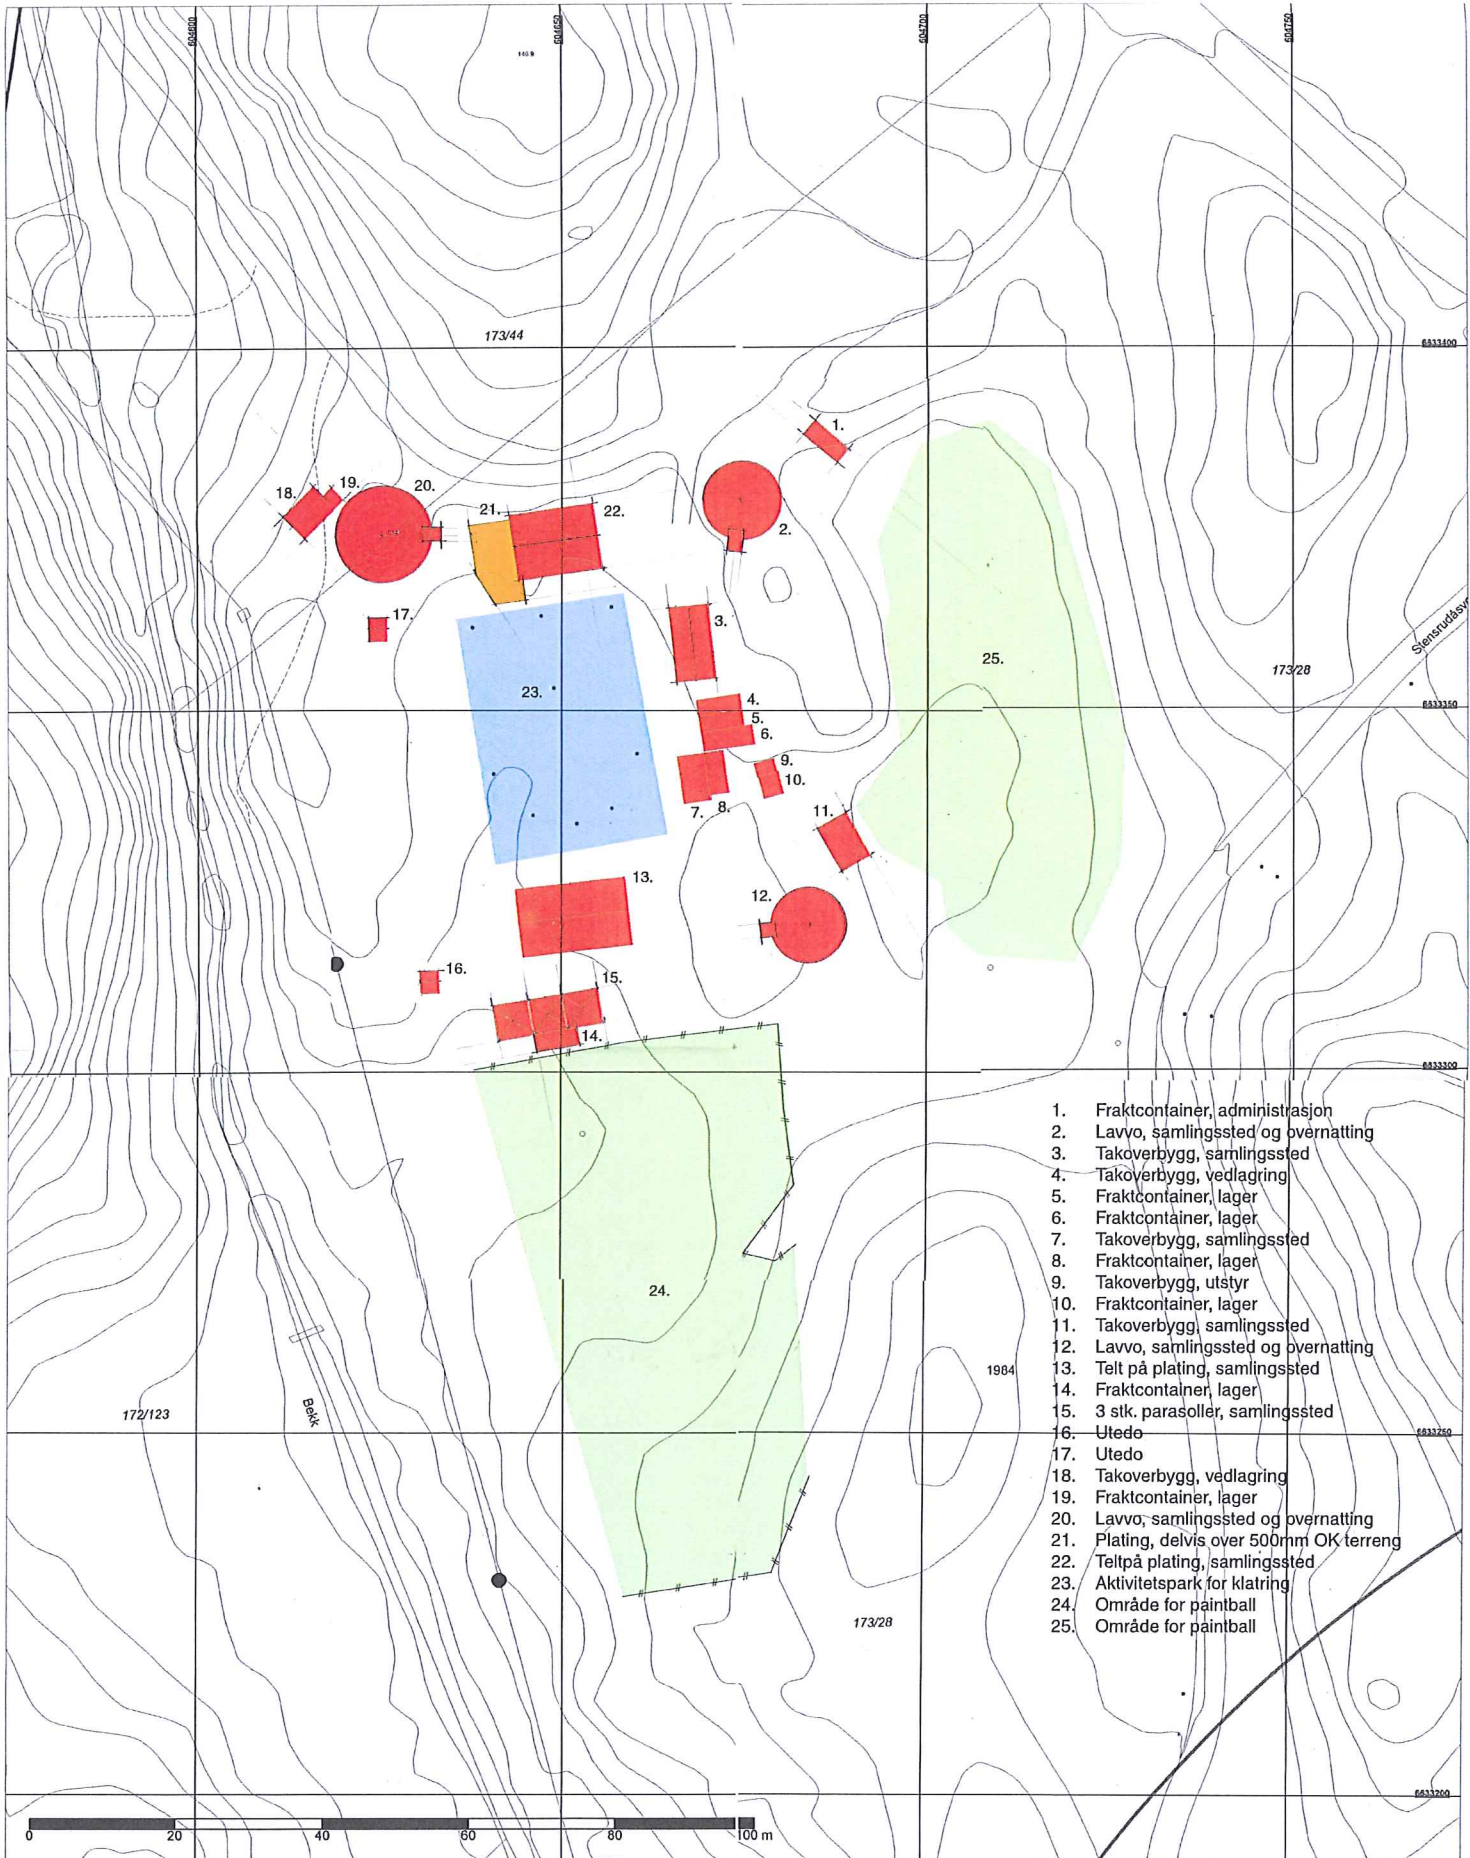 604600
604650
604700
604750
146.9
173/44
6633400
1.
18.
19.
20.
21.
22.
2.
17.
3.
25.
173/28
23.
4.
6633350
5.
6.
9.
10.
7.
8.
11.
13.
12.
16.
15.
14.
6633300
1. Fraktcontainer, administrasjon
2. Lavvo, samlingssted og overnatting
3. Takoverbygg, samlingssted
4. Takoverbygg, vedlagring
5. Fraktcontainer, lager
6. Fraktcontainer, lager
7. Takoverbygg, samlingssted
8. Fraktcontainer, lager
9. Takoverbygg, utstyr
10. Fraktcontainer, lager
11. Takoverbygg, samlingssted
12. Lavvo, samlingssted og overnatting
13. Telt på plating, samlingssted
14. Fraktcontainer, lager
15. 3 stk. parasoller, samlingssted
16. Utedo
17. Utedo
18. Takoverbygg, vedlagring
19. Fraktcontainer, lager
20. Lavvo, samlingssted og overnatting
21. Plating, delvis over 500mm OK terreng
22. Teltpå plating, samlingssted
23. Aktivitetspark for klatring
24. Område for paintball
25. Område for paintball
24.
1984
172/123
Bekk
6633250
173/28
6633200
0 20 40 60 80 100 m